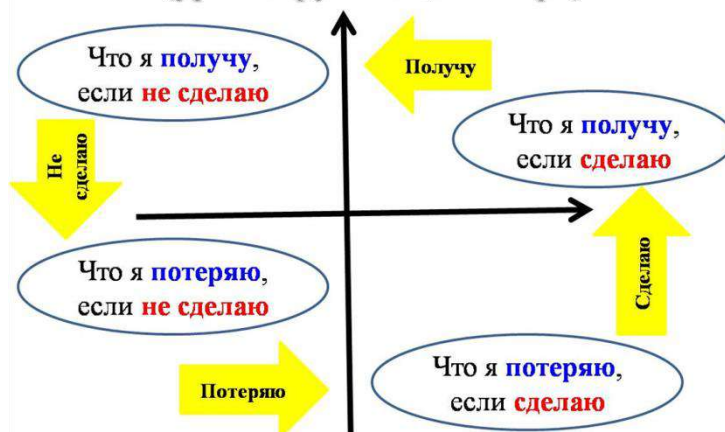 Что я получу,
если не сделаю
Получу
Что я получу,
если сделаю
Не
сделаю
Что я потеряю,
если не сделаю
Сделаю
Потеряю
Что я потеряю,
если сделаю